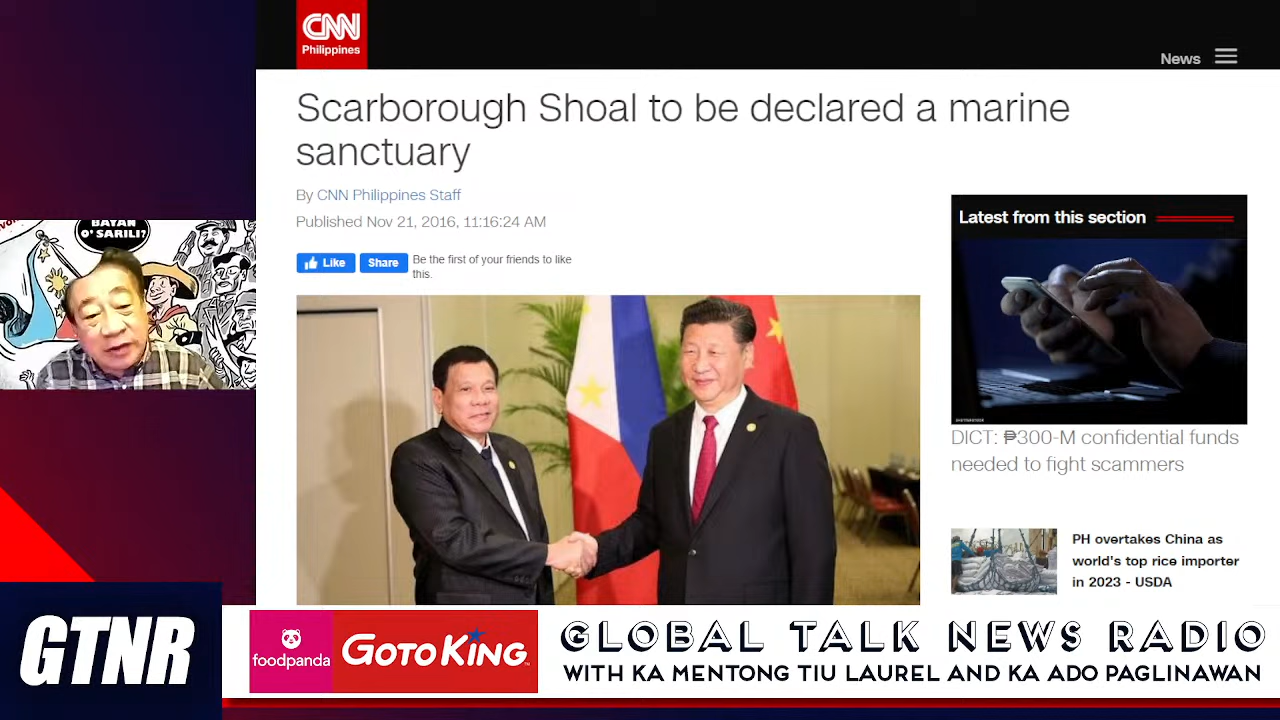 CNN
Philippines
News
Scarborough Shoal to be declared a marine
sanctuary
By CNN Philippines Staff
Published Nov 21, 2016, 11:16:24 AM
Like
Share
Be the first of your friends to like
this.
Latest from this section
DICT: ₱300-M confidential funds
needed to fight scammers
PH overtakes China as
world's top rice importer
in 2023 - USDA
BAYAN
O' SARILI?
GTNR
foodpanda
GOTO KING
GLOBAL TALK NEWS RADIO
WITH KA MENTONG TIU LAUREL AND KA ADO PAGLINAWAN